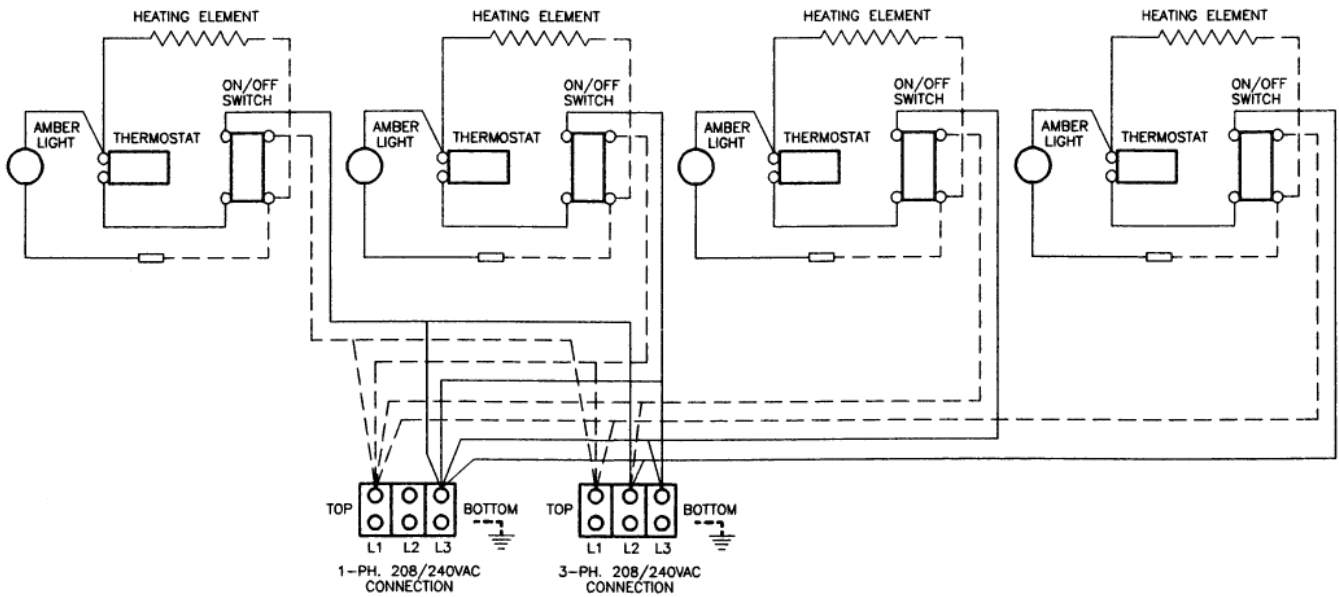 HEATING ELEMENT
HEATING ELEMENT
HEATING ELEMENT
HEATING ELEMENT
ON/OFF
SWITCH
ON/OFF
SWITCH
ON/OFF
SWITCH
ON/OFF
SWITCH
AMBER
LIGHT
THERMOSTAT
AMBER
LIGHT
THERMOSTAT
AMBER
LIGHT
THERMOSTAT
AMBER
LIGHT
THERMOSTAT
TOP
BOTTOM
L1 L2 L3
1-PH. 208/240VAC
CONNECTION
TOP
BOTTOM
L1 L2 L3
3-PH. 208/240VAC
CONNECTION